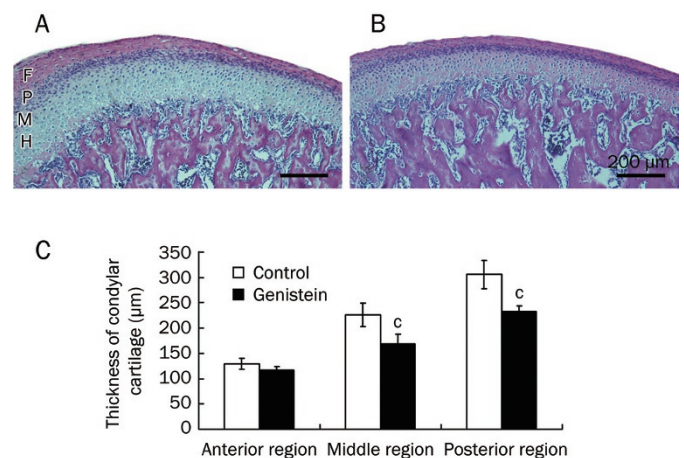 A
B
F
P
M
H
200 μm
C
Thickness of condylar
cartilage (μm)
350
300
250
200
150
100
50
0
Control
Genistein
c
c
Anterior region
Middle region
Posterior region